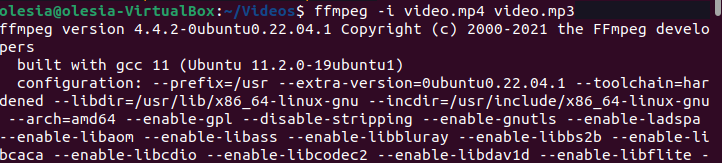 olesia@olesia-VirtualBox:~/Videos$ ffmpeg -i video.mp4 video.mp3
ffmpeg version 4.4.2-0ubuntu0.22.04.1 Copyright (c) 2000-2021 the FFmpeg develo
pers
  built with gcc 11 (Ubuntu 11.2.0-19ubuntu1)
  configuration: --prefix=/usr --extra-version=0ubuntu0.22.04.1 --toolchain=har
dened --libdir=/usr/lib/x86_64-linux-gnu --incdir=/usr/include/x86_64-linux-gnu
 --arch=amd64 --enable-gpl --disable-stripping --enable-gnutls --enable-ladspa 
--enable-libaom --enable-libass --enable-libbluray --enable-libbs2b --enable-li
bcaca --enable-libcdio --enable-libcodec2 --enable-libdav1d --enable-libflite -